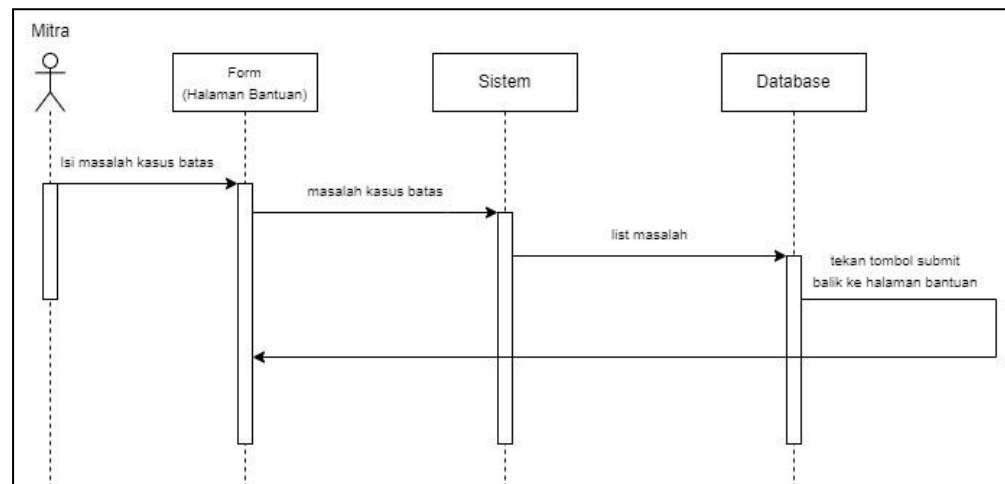 Mitra
Form
(Halaman Bantuan)
Sistem
Database
Isi masalah kasus batas
masalah kasus batas
list masalah
tekan tombol submit
balik ke halaman bantuan